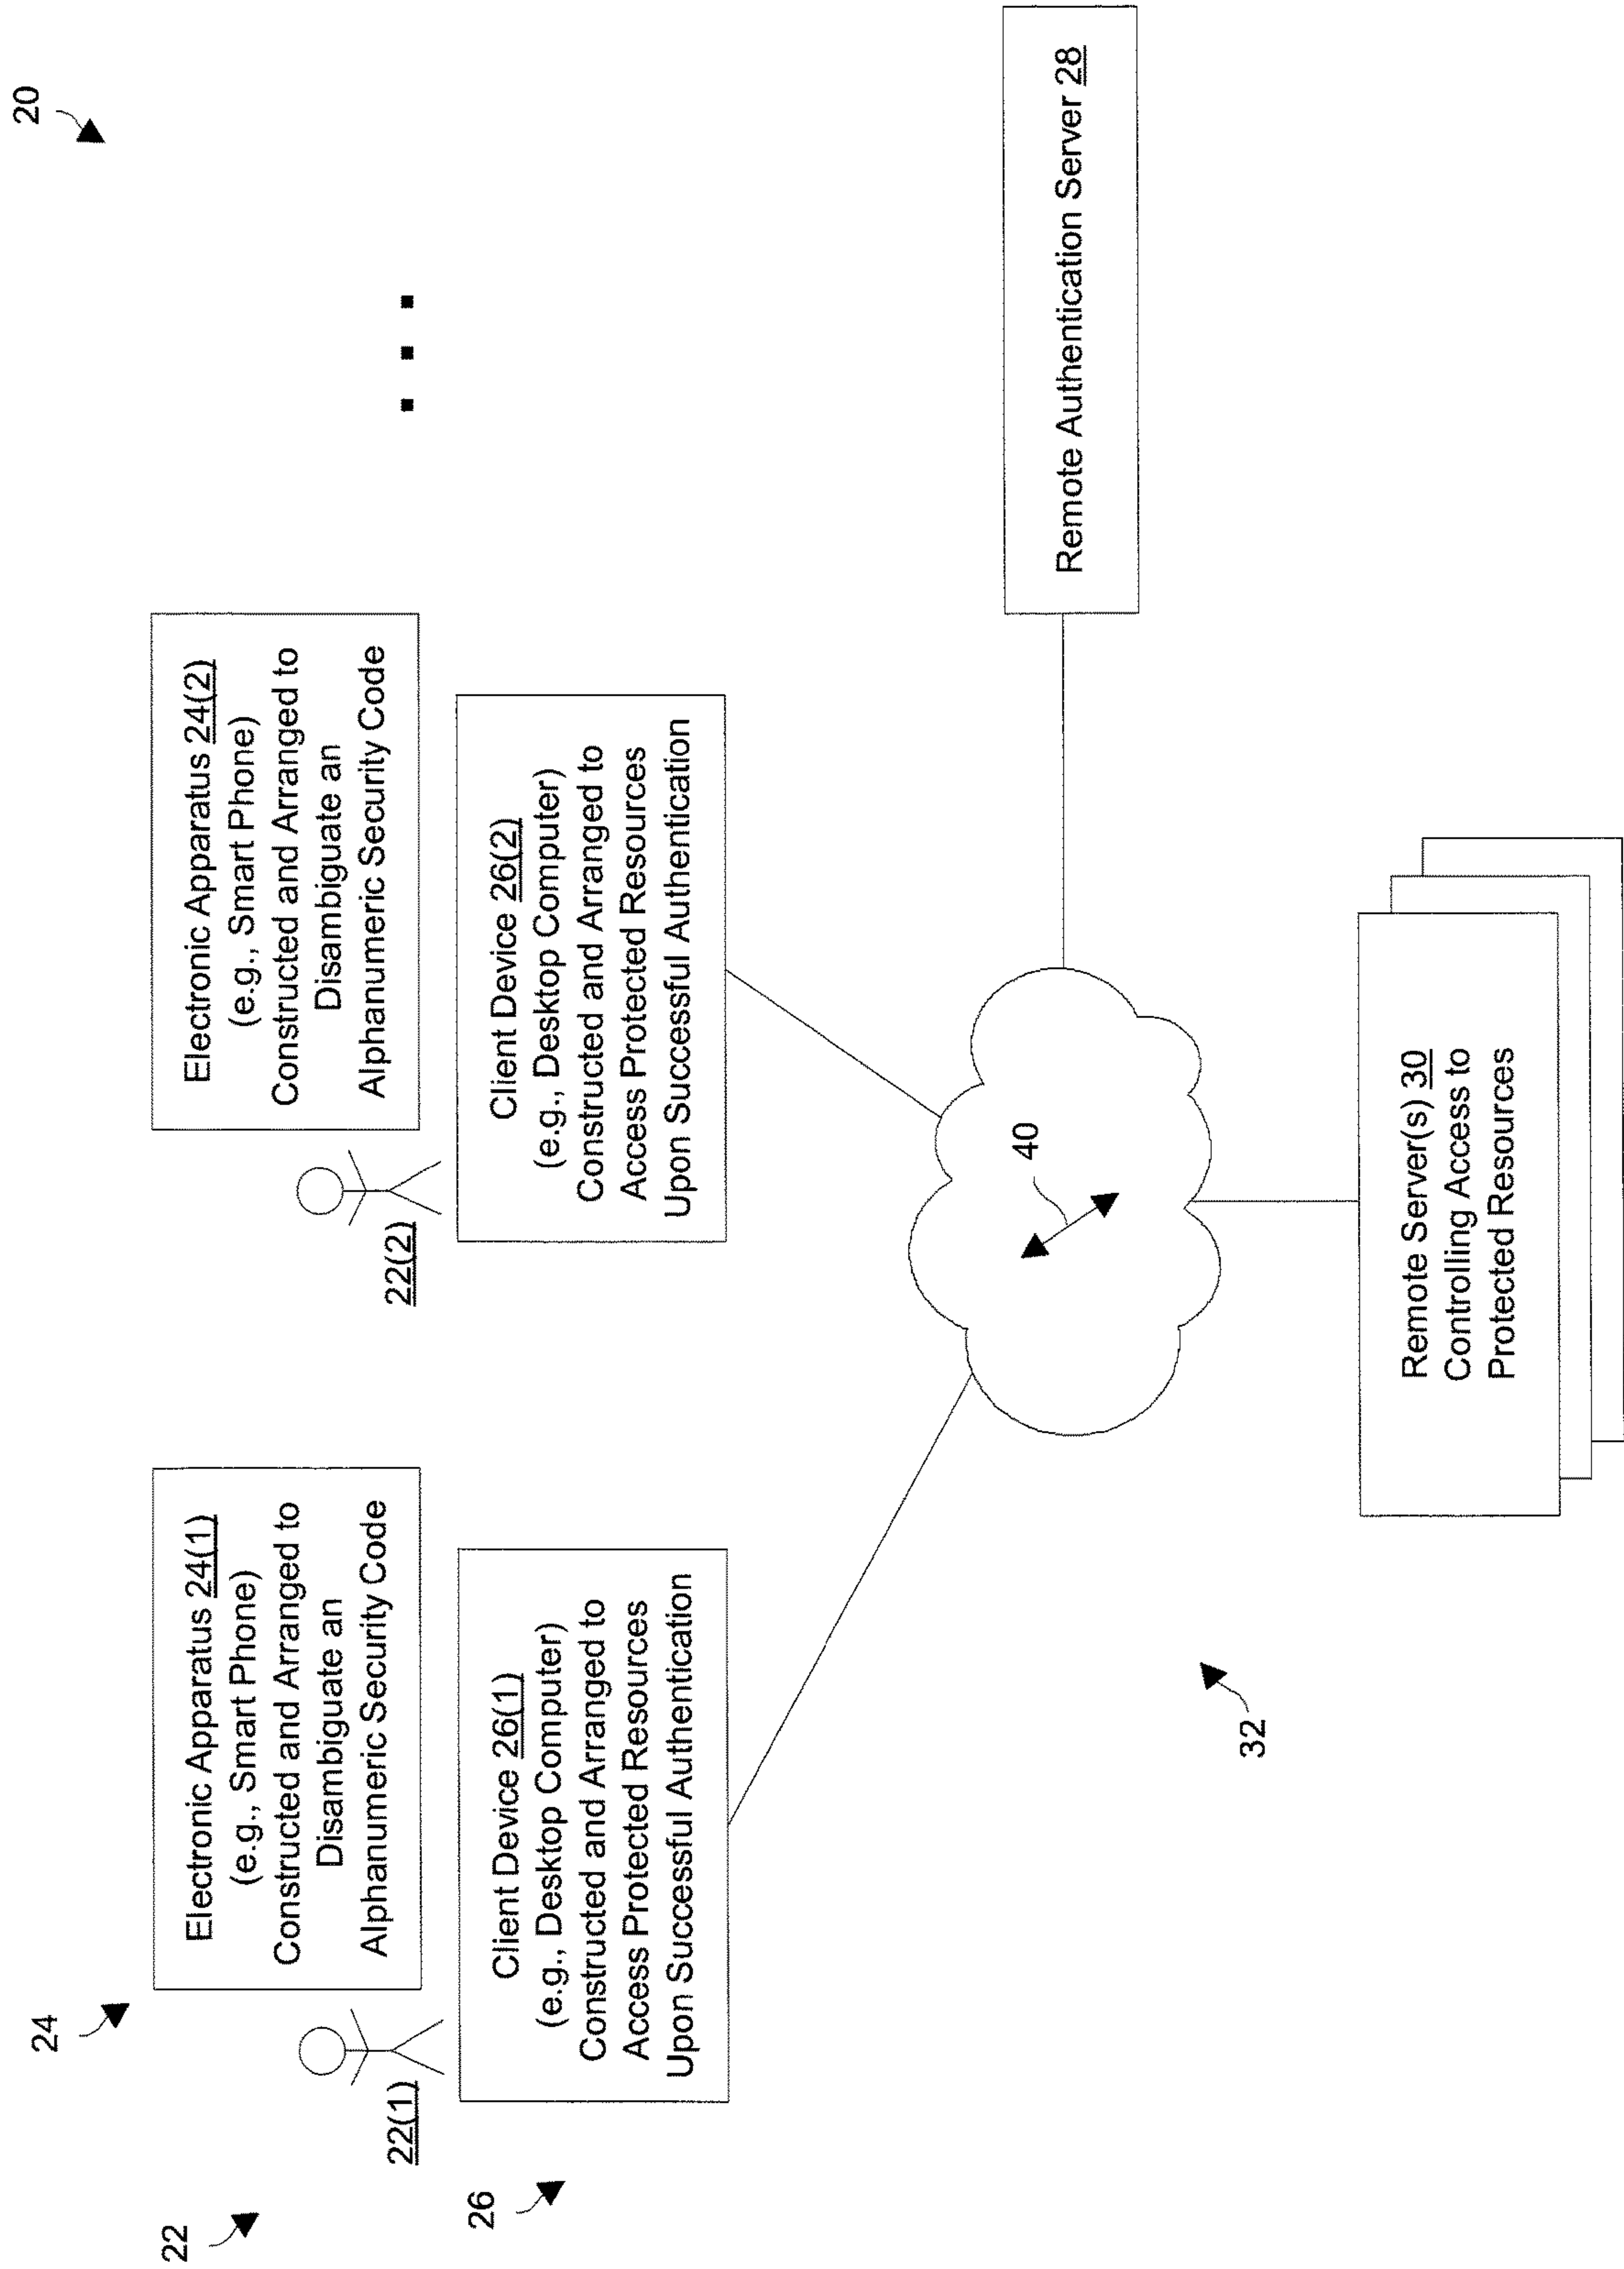 20
24
22
26
Electronic Apparatus 24(1)
(e.g., Smart Phone)
Constructed and Arranged to
Disambiguate an
Alphanumeric Security Code
22(1)
Client Device 26(1)
(e.g., Desktop Computer)
Constructed and Arranged to
Access Protected Resources
Upon Successful Authentication
Electronic Apparatus 24(2)
(e.g., Smart Phone)
Constructed and Arranged to
Disambiguate an
Alphanumeric Security Code
22(2)
Client Device 26(2)
(e.g., Desktop Computer)
Constructed and Arranged to
Access Protected Resources
Upon Successful Authentication
40
Remote Authentication Server 28
32
Remote Server(s) 30
Controlling Access to
Protected Resources